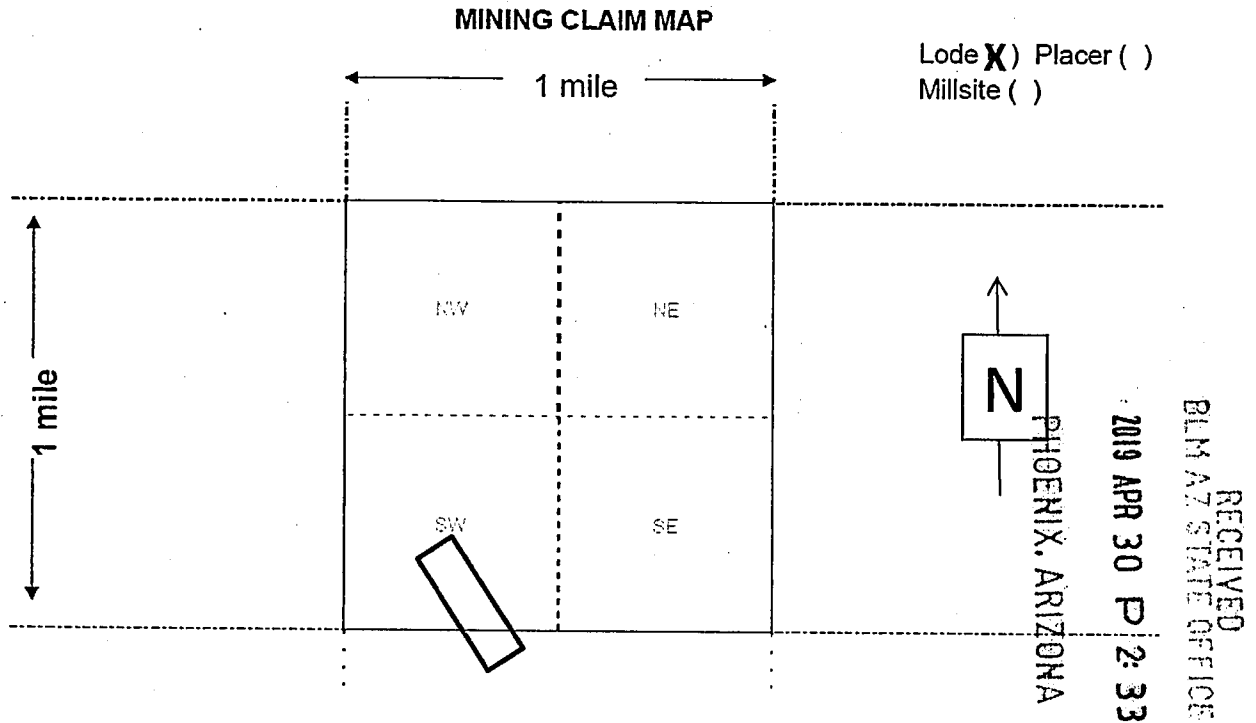 MINING CLAIM MAP
Lode (X) Placer ( )
Millsite ( )
1 mile
1 mile
NW
NE
SW
SE
N
RECEIVED
BLM AZ STATE OFFICE
2019 APR 30 P 2:33
PHOENIX, ARIZONA